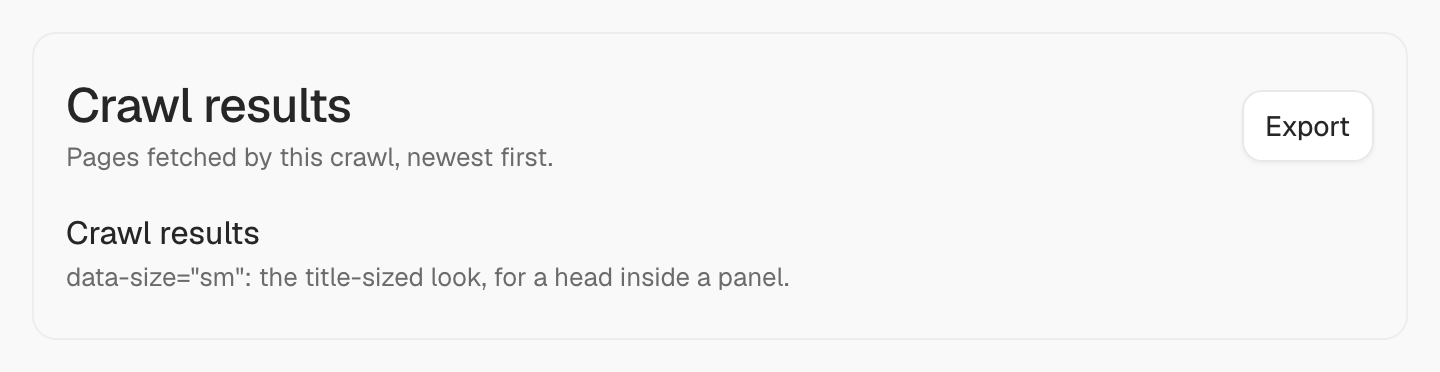 Crawl results
Export
Pages fetched by this crawl, newest first.
Crawl results
data-size="sm": the title-sized look, for a head inside a panel.